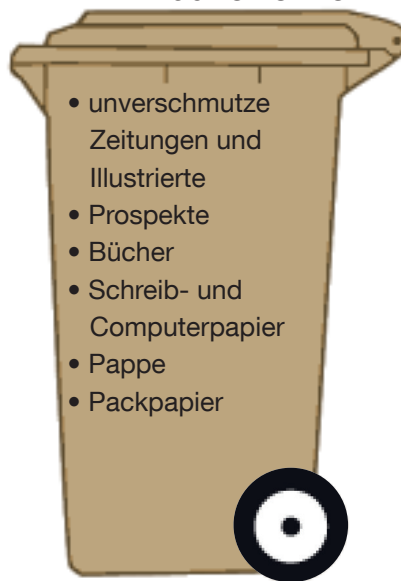 • unverschmutze
Zeitungen und
Illustrierte
• Prospekte
• Bücher
• Schreib- und
Computerpapier
• Pappe
• Packpapier